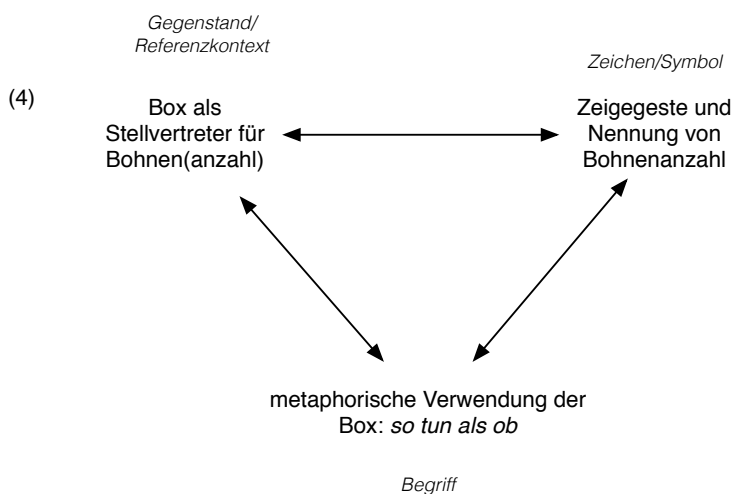 Gegenstand/
Referenzkontext
Zeichen/Symbol
(4)
Box als
Stellvertreter für
Bohnen(anzahl)
Zeigegeste und
Nennung von
Bohnenanzahl
metaphorische Verwendung der
Box: so tun als ob
Begriff